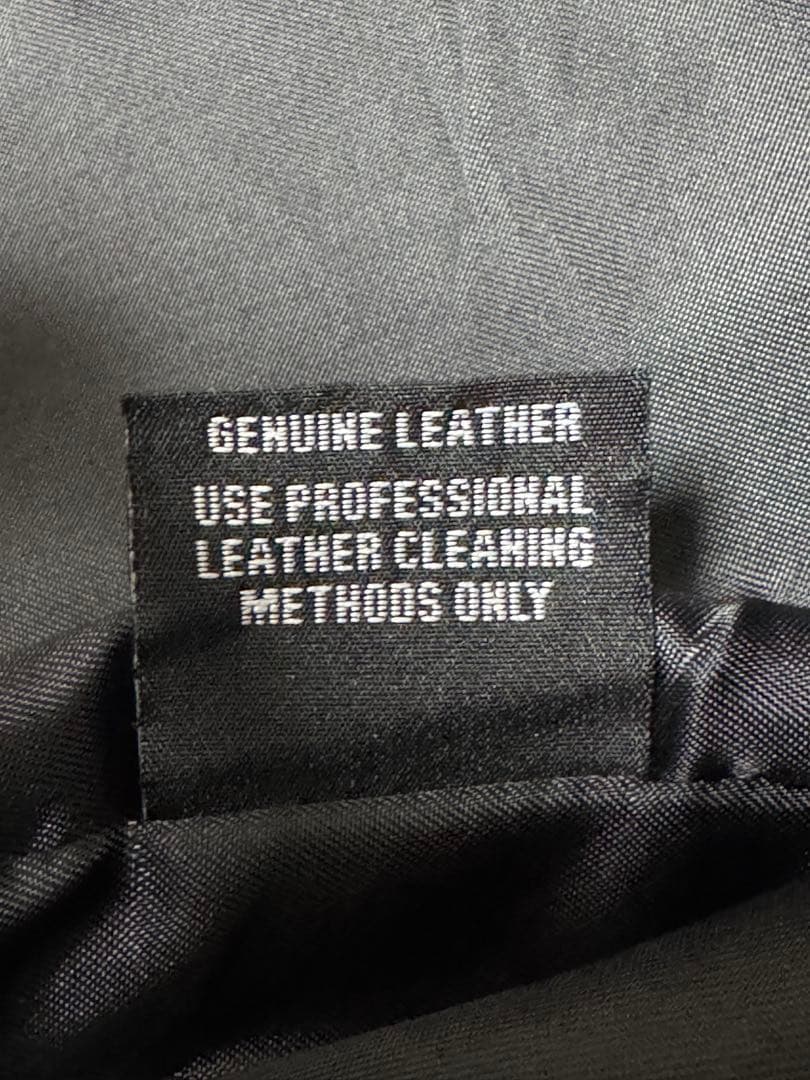 GENUINE LEATHER
USE PROFESSIONAL
LEATHER CLEANING
METHODS ONLY